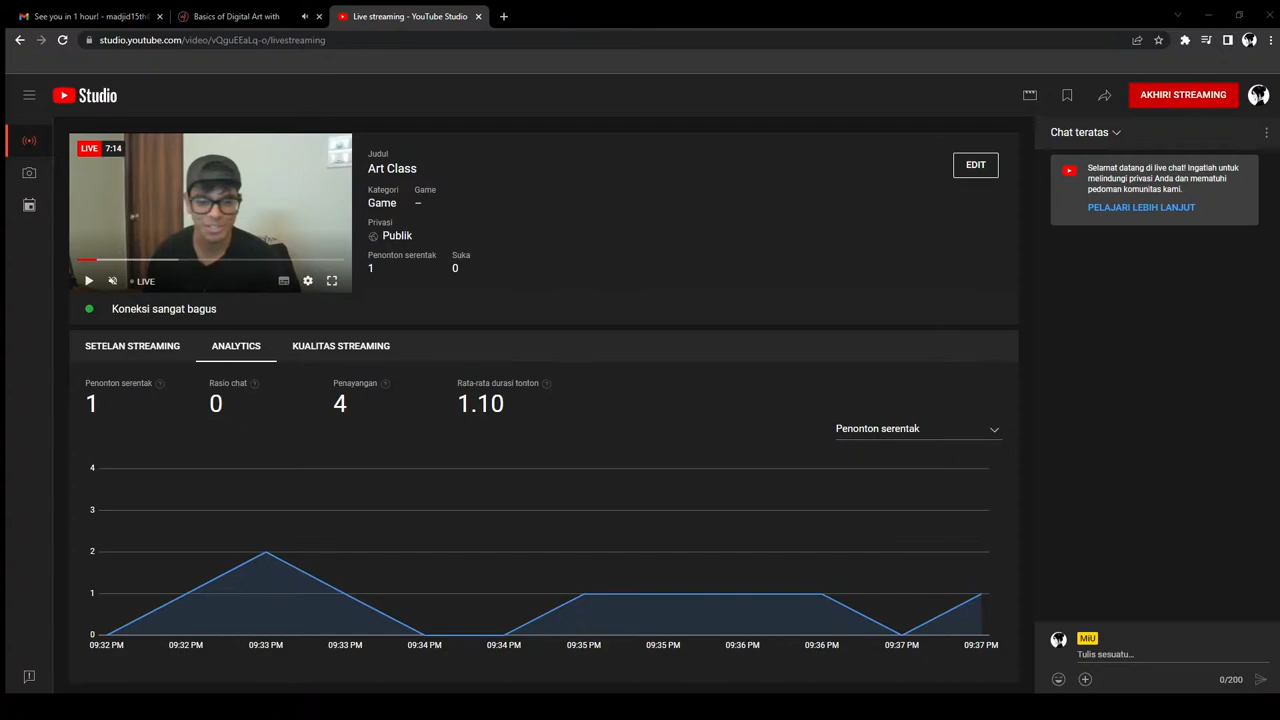 See you in 1 hour! - madjid15th
Basics of Digital Art with
Live streaming - YouTube Studio
studio.youtube.com/video/vQguEEaLq-o/livestreaming
Studio
AKHIRI STREAMING
LIVE 7:14
LIVE
Judul
Art Class
Kategori Game
Game –
Privasi
Publik
Penonton serentak Suka
1 0
EDIT
Koneksi sangat bagus
SETELAN STREAMING ANALYTICS KUALITAS STREAMING
Penonton serentak Rasio chat Penayangan Rata-rata durasi tonton
1 0 4 1.10
Penonton serentak
4
3
2
1
0
09:32 PM 09:32 PM 09:33 PM 09:33 PM 09:34 PM 09:34 PM 09:35 PM 09:35 PM 09:36 PM 09:36 PM 09:37 PM 09:37 PM
Chat teratas
Selamat datang di live chat! Ingatlah untuk
melindungi privasi Anda dan mematuhi
pedoman komunitas kami.
PELAJARI LEBIH LANJUT
MiU
Tulis sesuatu...
0/200